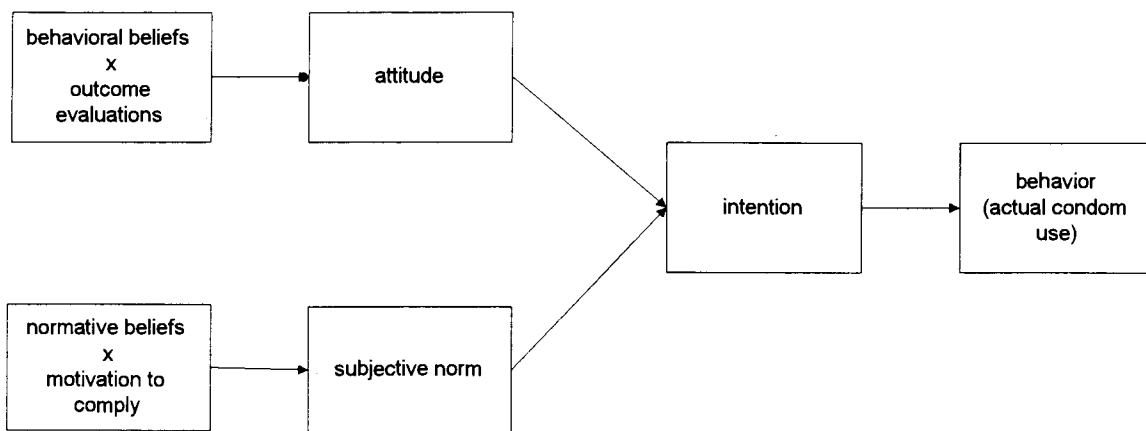 behavioral beliefs
x
outcome
evaluations
attitude
intention
behavior
(actual condom
use)
normative beliefs
x
motivation to
comply
subjective norm